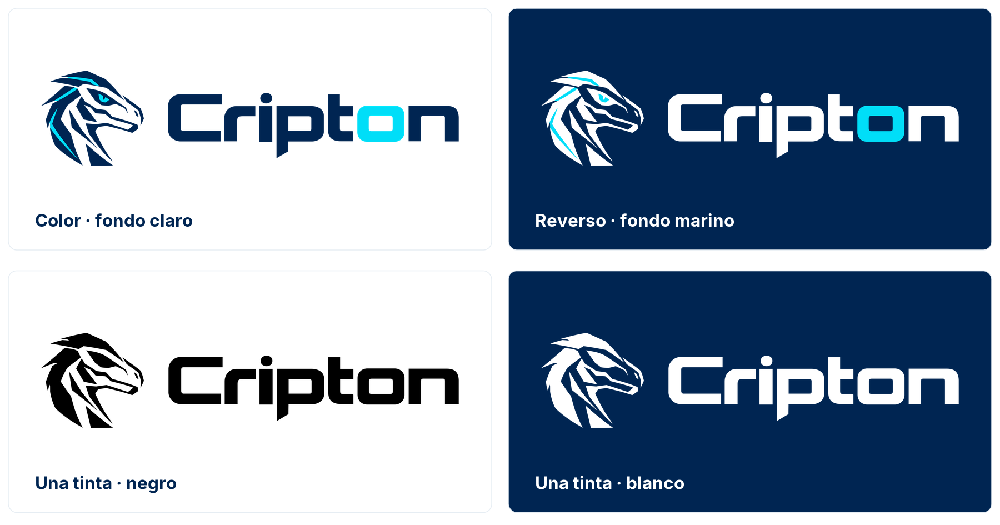 Cripton
Color · fondo claro
Cripton
Reverso · fondo marino
Cripton
Una tinta · negro
Cripton
Una tinta · blanco